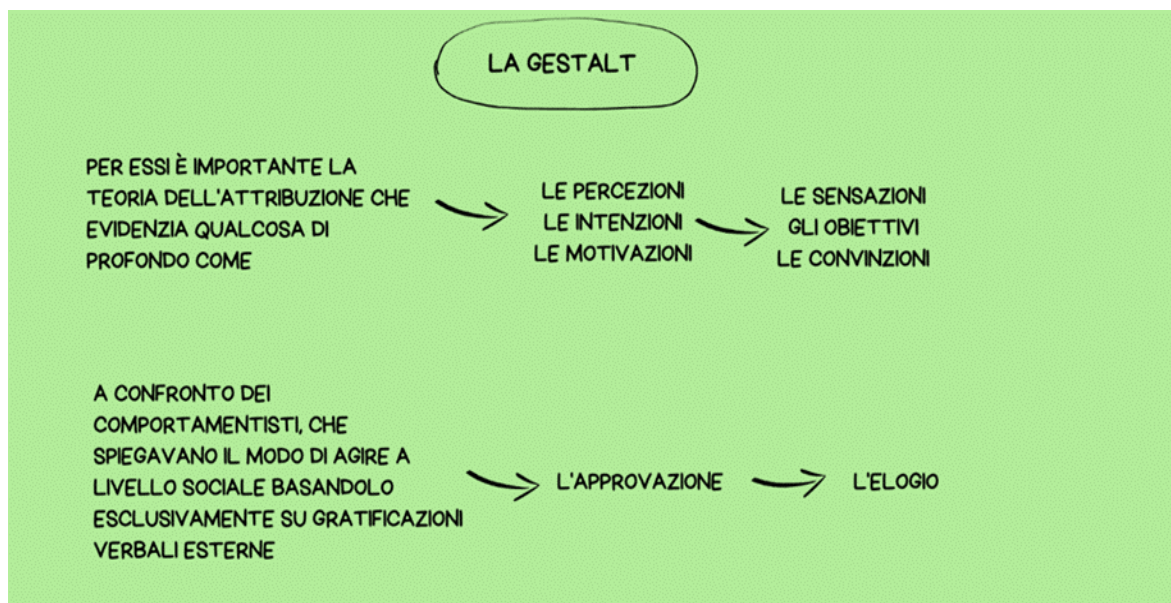 LA GESTALT
PER ESSI È IMPORTANTE LA
TEORIA DELL'ATTRIBUZIONE CHE
EVIDENZIA QUALCOSA DI
PROFONDO COME
LE PERCEZIONI
LE INTENZIONI
LE MOTIVAZIONI
LE SENSAZIONI
GLI OBIETTIVI
LE CONVINZIONI
A CONFRONTO DEI
COMPORTAMENTISTI, CHE
SPIEGAVANO IL MODO DI AGIRE A
LIVELLO SOCIALE BASANDOLO
ESCLUSIVAMENTE SU GRATIFICAZIONI
VERBALI ESTERNE
L'APPROVAZIONE
L'ELOGIO